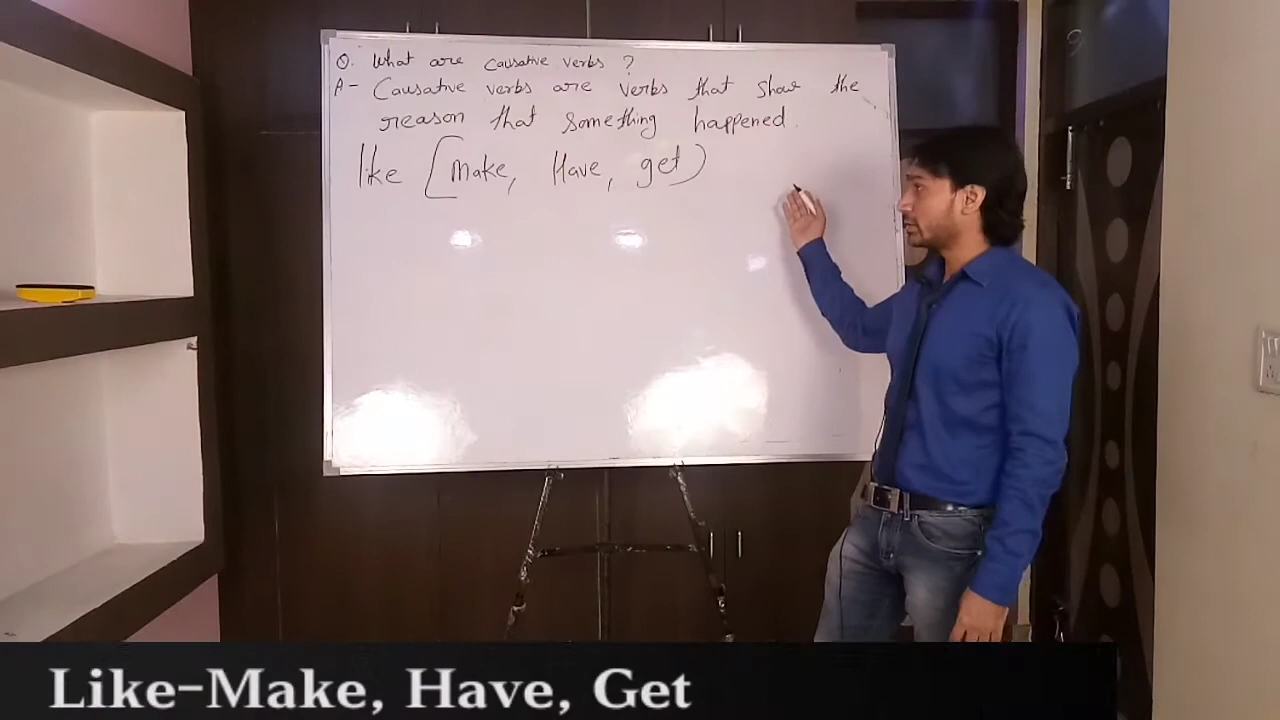 Q. What are causative verbs ?
A- Causative verbs are verbs that show the
reason that something happened.
like [Make, Have, get)
Like-Make, Have, Get